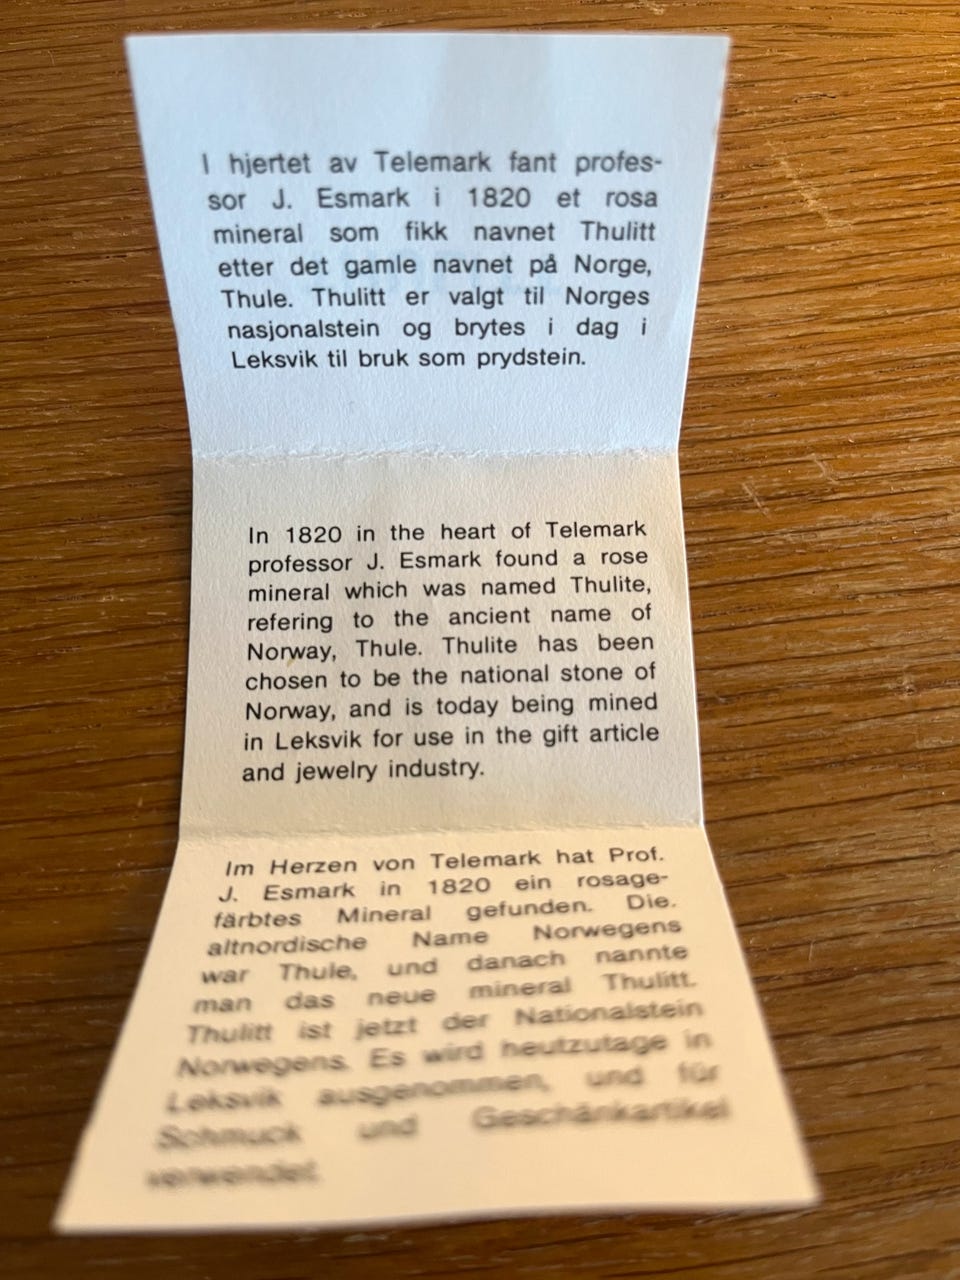 I hjertet av Telemark fant profes-
sor J. Esmark i 1820 et rosa
mineral som fikk navnet Thulitt
etter det gamle navnet på Norge,
Thule. Thulitt er valgt til Norges
nasjonalstein og brytes i dag i
Leksvik til bruk som prydstein.
In 1820 in the heart of Telemark
professor J. Esmark found a rose
mineral which was named Thulite,
refering to the ancient name of
Norway, Thule. Thulite has been
chosen to be the national stone of
Norway, and is today being mined
in Leksvik for use in the gift article
and jewelry industry.
Im Herzen von Telemark hat Prof.
J. Esmark in 1820 ein rosage-
färbtes Mineral gefunden. Die.
altnordische Name Norwegens
war Thule, und danach nannte
man das neue mineral Thulitt.
Thulitt ist jetzt der Nationalstein
Norwegens. Es wird heutzutage in
Leksvik ausgenommen, und für
Schmuck und Geschänkartikel
verwendet.